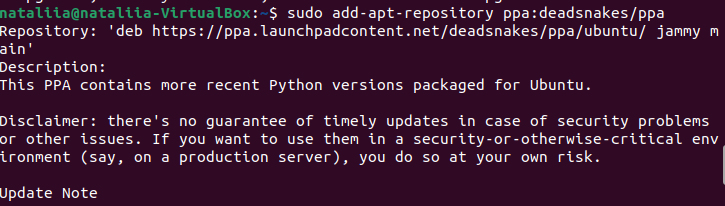 nataliia@nataliia-VirtualBox:~$ sudo add-apt-repository ppa:deadsnakes/ppa
Repository: 'deb https://ppa.launchpadcontent.net/deadsnakes/ppa/ubuntu/ jammy m
ain'
Description:
This PPA contains more recent Python versions packaged for Ubuntu.
Disclaimer: there's no guarantee of timely updates in case of security problems
or other issues. If you want to use them in a security-or-otherwise-critical env
ironment (say, on a production server), you do so at your own risk.
Update Note